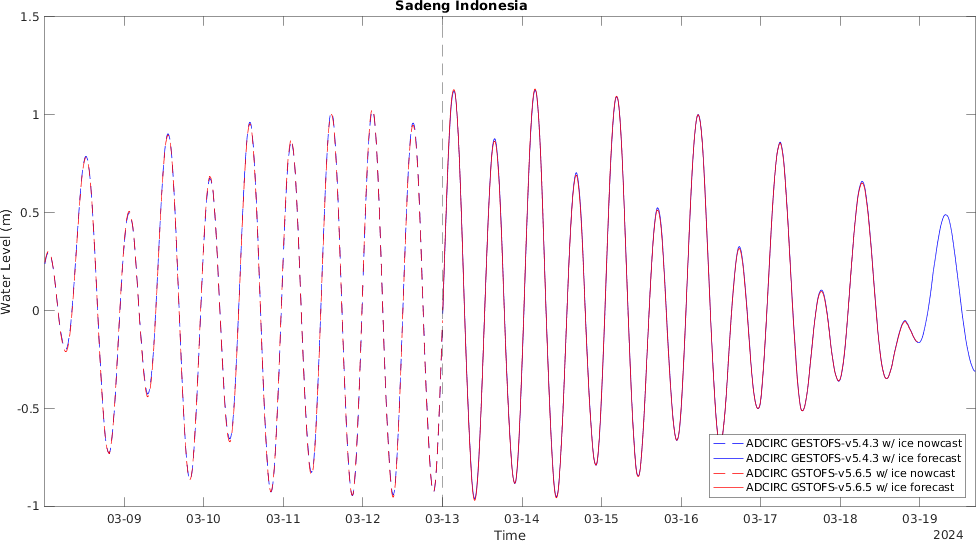 Sadeng Indonesia
1.5
1
0.5
0
-0.5
-1
Water Level (m)
ADCIRC GESTOFS-v5.4.3 w/ ice nowcast
ADCIRC GESTOFS-v5.4.3 w/ ice forecast
ADCIRC GSTOFS-v5.6.5 w/ ice nowcast
ADCIRC GSTOFS-v5.6.5 w/ ice forecast
03-09 03-10 03-11 03-12 03-13 03-14 03-15 03-16 03-17 03-18 03-19
Time
2024